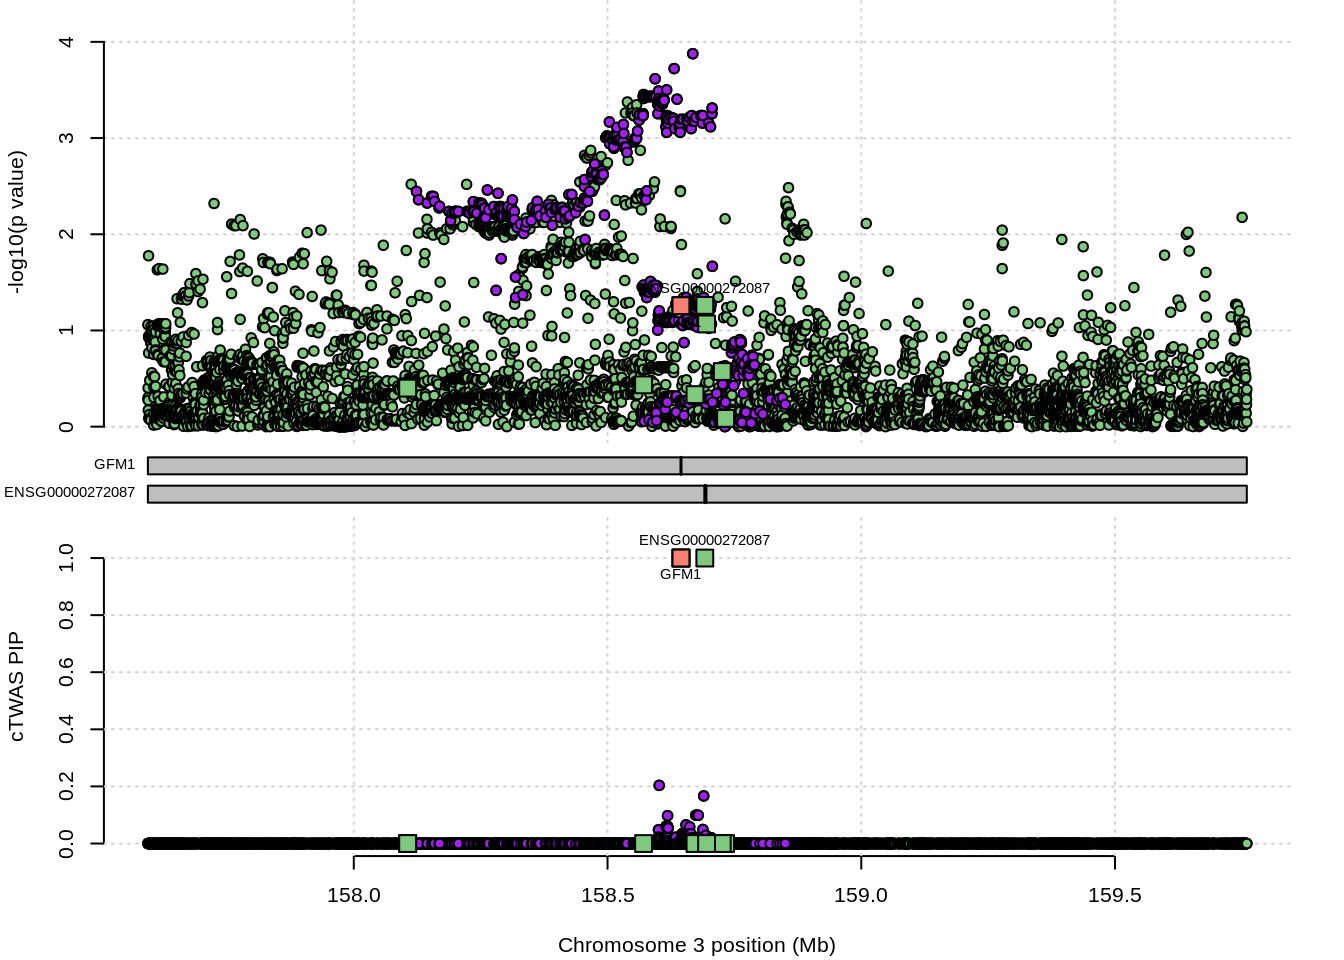 4
3
2
1
0
-log10(p value)
SG00000272087
GFM1
ENSG00000272087
ENSG00000272087
GFM1
1.0
0.8
0.6
0.4
0.2
0.0
cTWAS PIP
158.0 158.5 159.0 159.5
Chromosome 3 position (Mb)